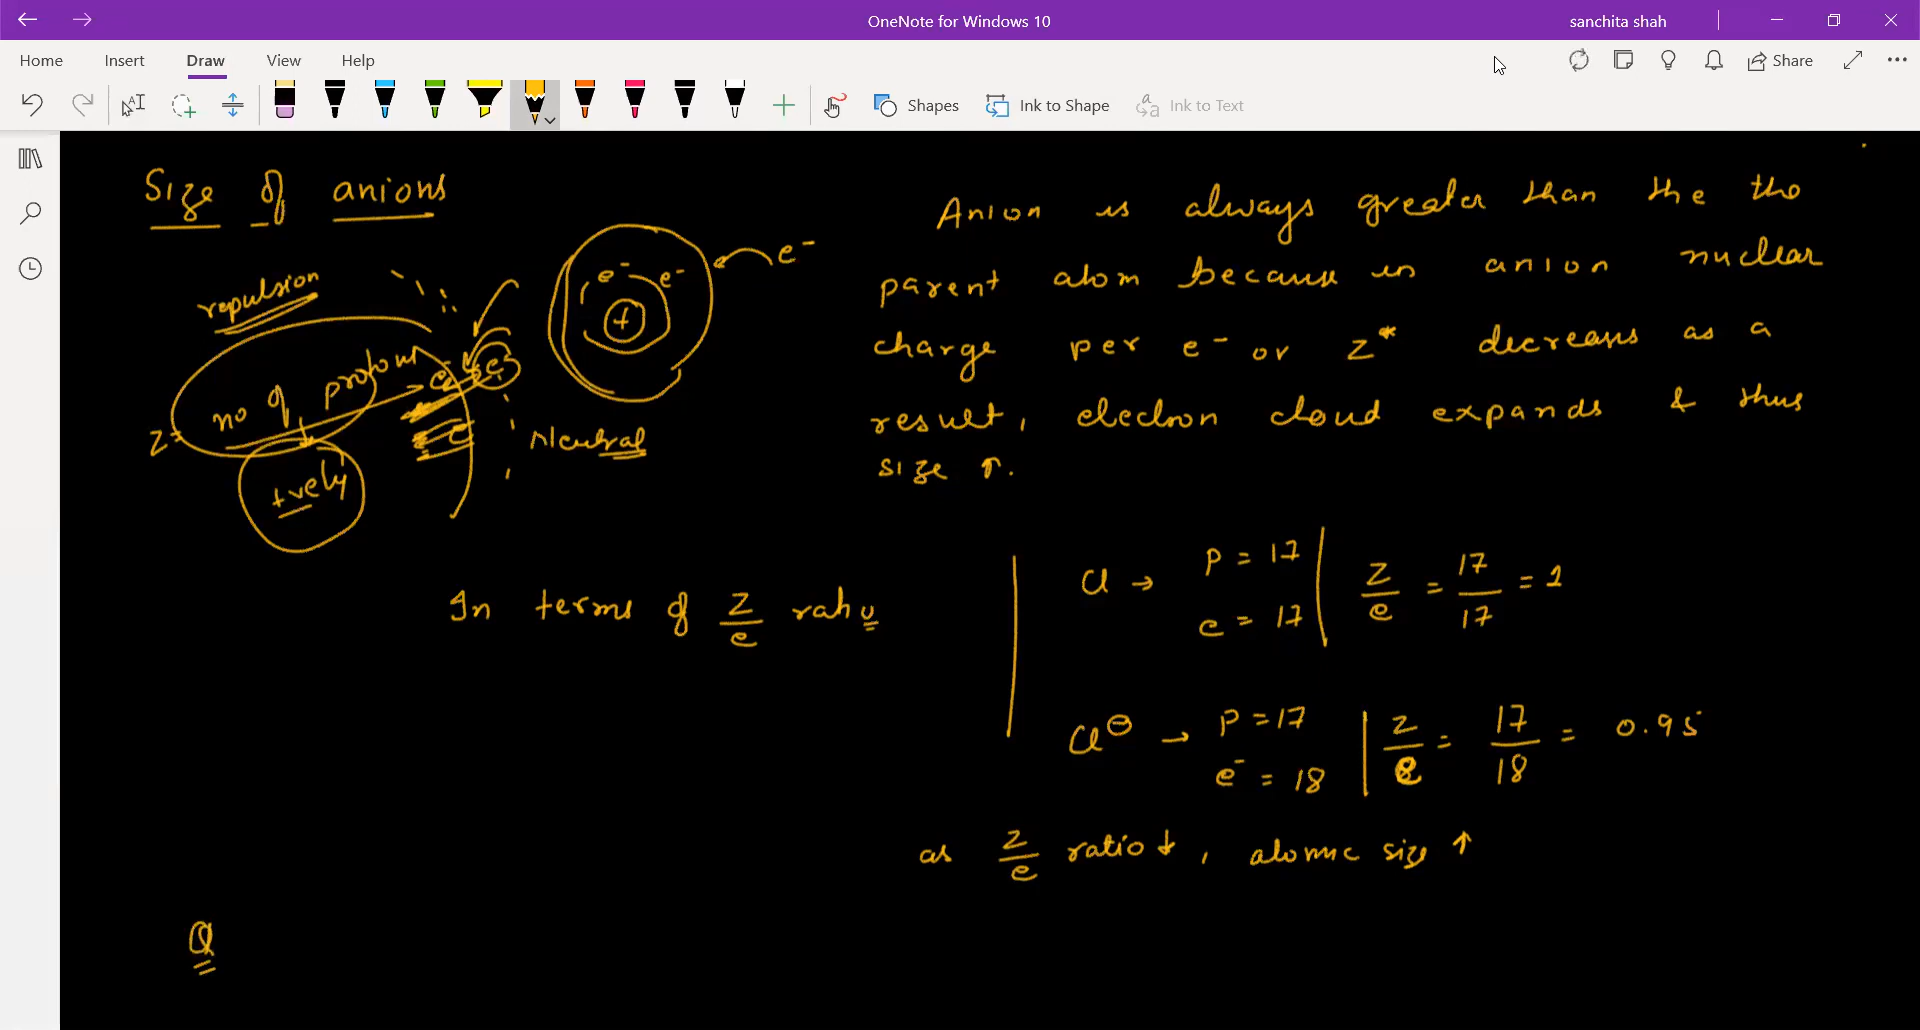 OneNote for Windows 10
sanchita shah
Home Insert Draw View Help
Share
Shapes Ink to Shape Ink to Text
Size of anions
repulsion
e⁻ e⁻
+
e⁻
Z= no of protons
+vely
Neutral
Anion is always greater than the the
parent atom because in anion nuclear
charge per e⁻ or Z* decreases as a
result, electron cloud expands & thus
size ↑.
In terms of Z/e ratio
Cl → P = 17
e = 17
Z/e = 17/17 = 1
Cl⊖ → P = 17
e⁻ = 18
Z/e = 17/18 = 0.95
as Z/e ratio ↓, atomic size ↑
Q